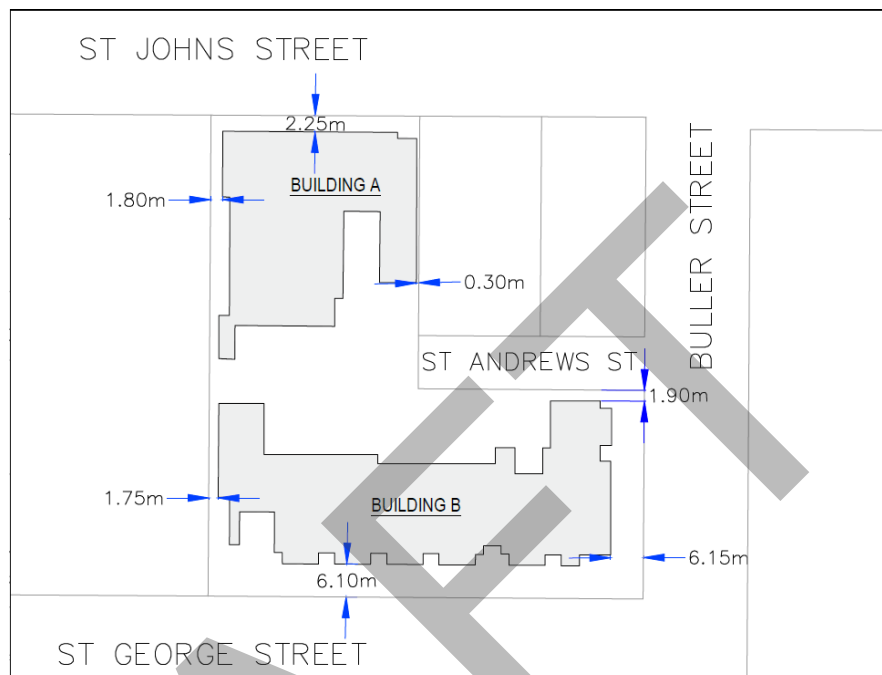 ST JOHNS STREET
2.25m
BUILDING A
1.80m
BULLER STREET
0.30m
ST ANDREWS ST
1.90m
1.75m
BUILDING B
6.15m
6.10m
ST GEORGE STREET